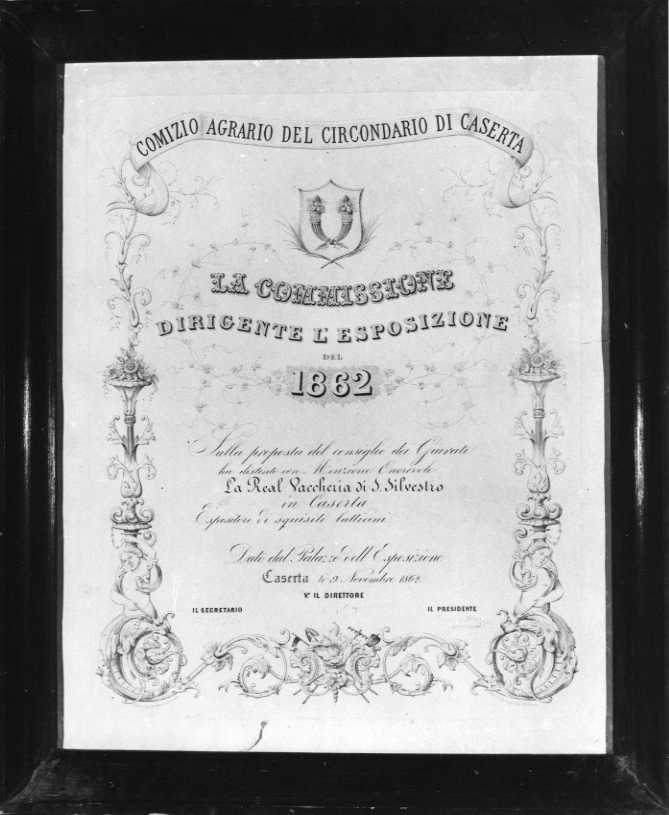 COMIZIO AGRARIO DEL CIRCONDARIO DI CASERTA
LA COMMISSIONE
DIRIGENTE L'ESPOSIZIONE
DEL
1862
Sulla proposta del consiglio dei Giurati
ha distinto con Menzione Onorevole
La Real Vaccheria di S. Silvestro
in Caserta
Espositore di squisiti latticini
Dato dal Palazzo dell'Esposizione
Caserta li 9 Novembre 1862.
V° IL DIRETTORE
IL SECRETARIO IL PRESIDENTE